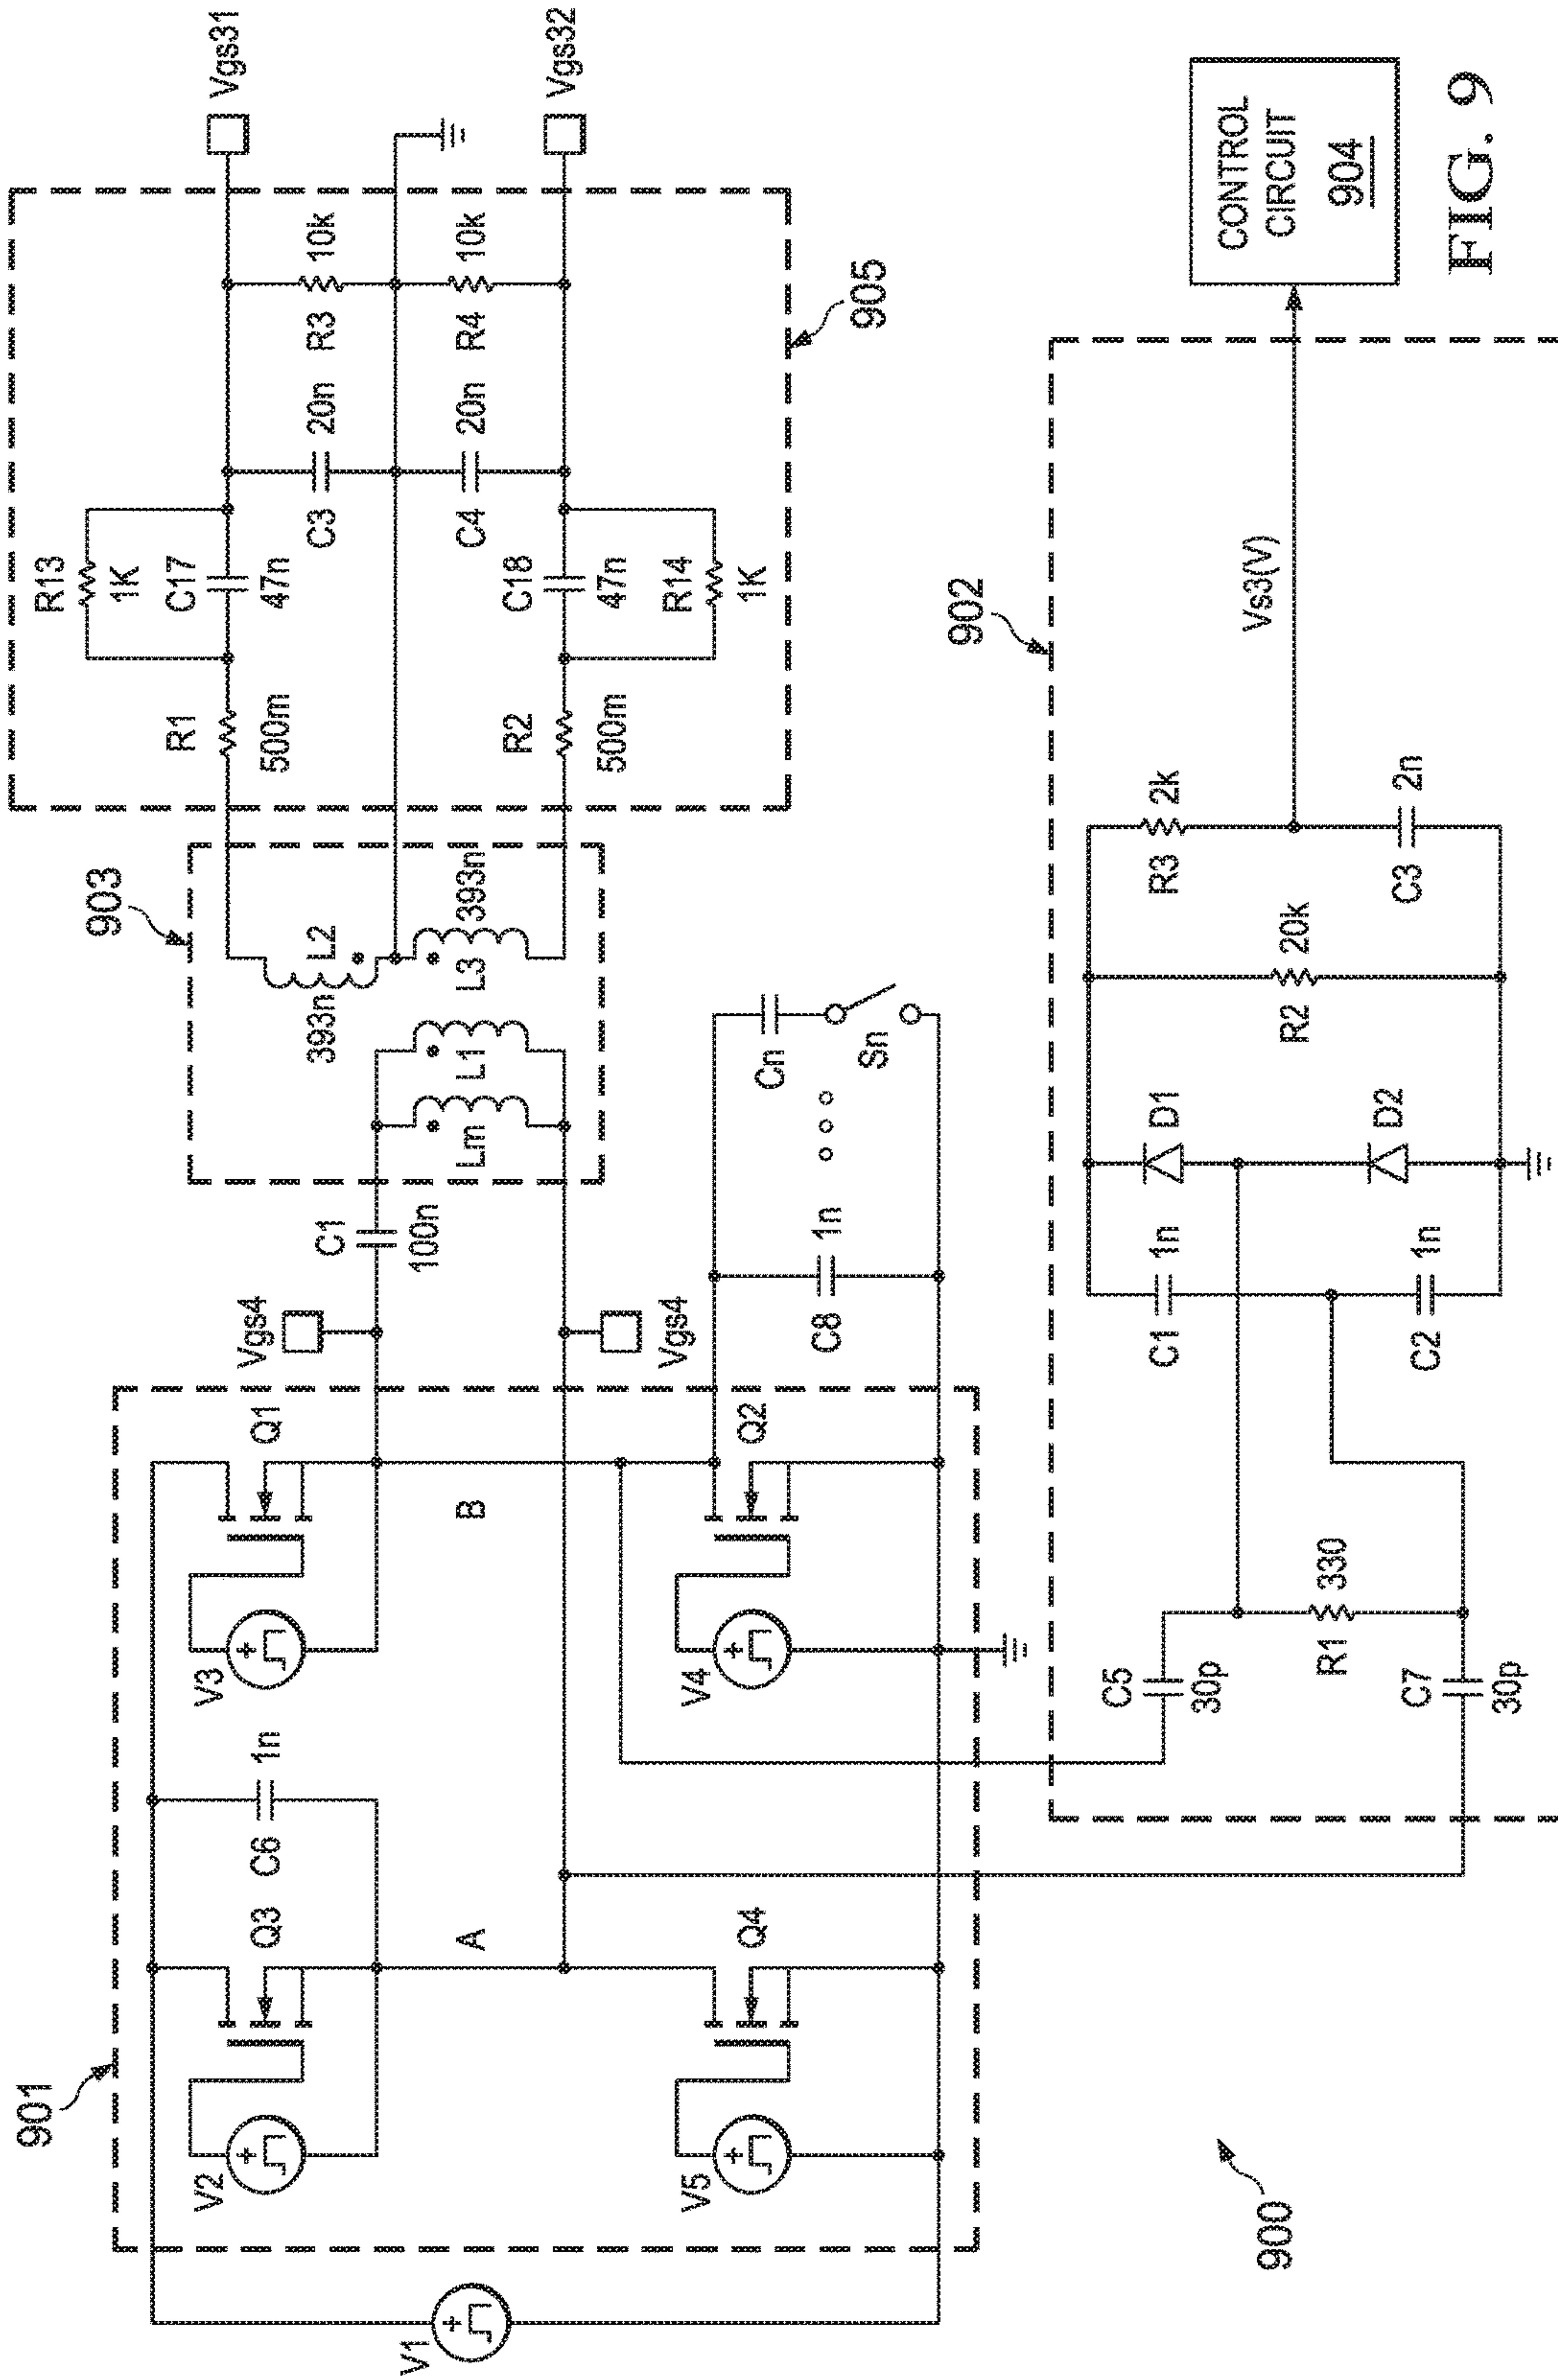 901
V1
V2
Q3
C6
1n
V3
Q1
A
B
V5
Q4
V4
Q2
Vgs4
Vgs4
C1
100n
C8
1n
Cn
Sn
903
Lm
L1
393n
L2
L3
393n
R1
500m
R2
500m
R13
1K
C17
47n
C18
47n
R14
1K
C3
20n
C4
20n
R3
10k
R4
10k
905
Vgs31
Vgs32
902
C5
30p
R1
330
C7
30p
C1
1n
C2
1n
D1
D2
R2
20k
R3
2k
C3
2n
Vs3(V)
CONTROL
CIRCUIT
904
900
FIG. 9